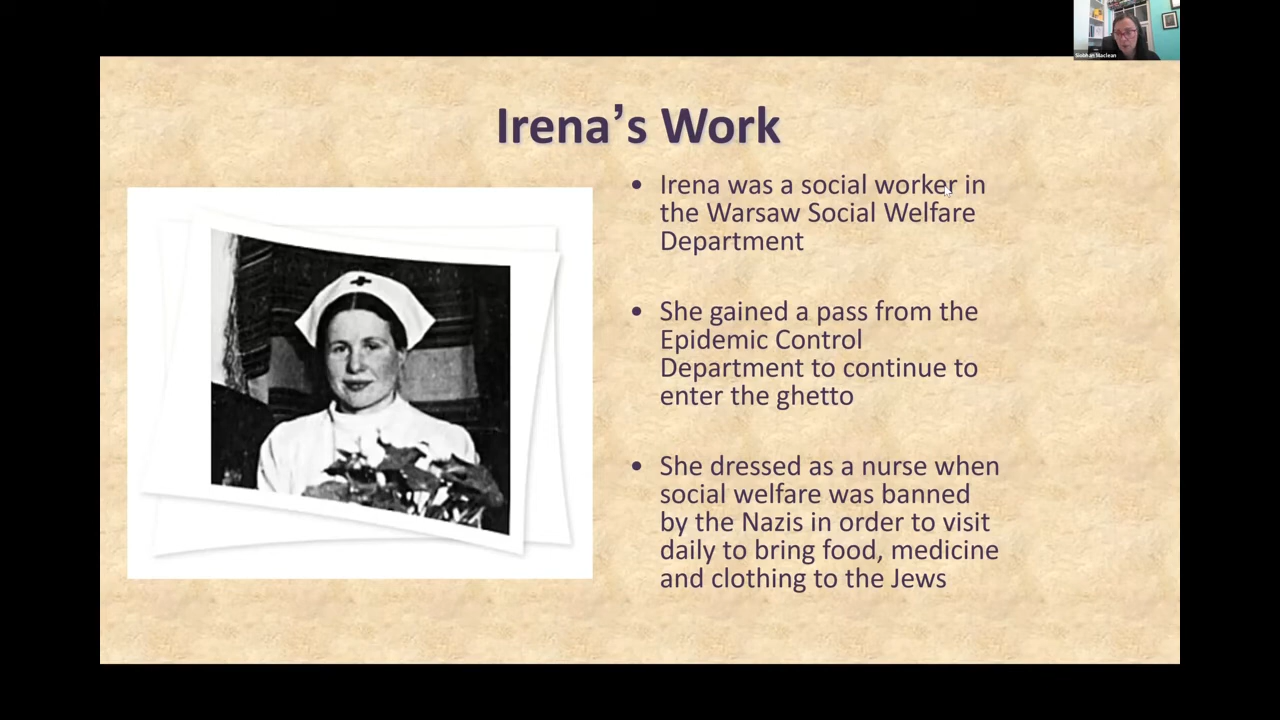 Siobhan Maclean
Irena’s Work
• Irena was a social worker in
the Warsaw Social Welfare
Department
• She gained a pass from the
Epidemic Control
Department to continue to
enter the ghetto
• She dressed as a nurse when
social welfare was banned
by the Nazis in order to visit
daily to bring food, medicine
and clothing to the Jews